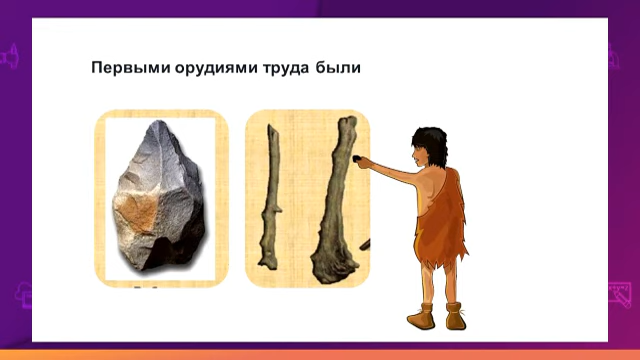 Первыми орудиями труда были